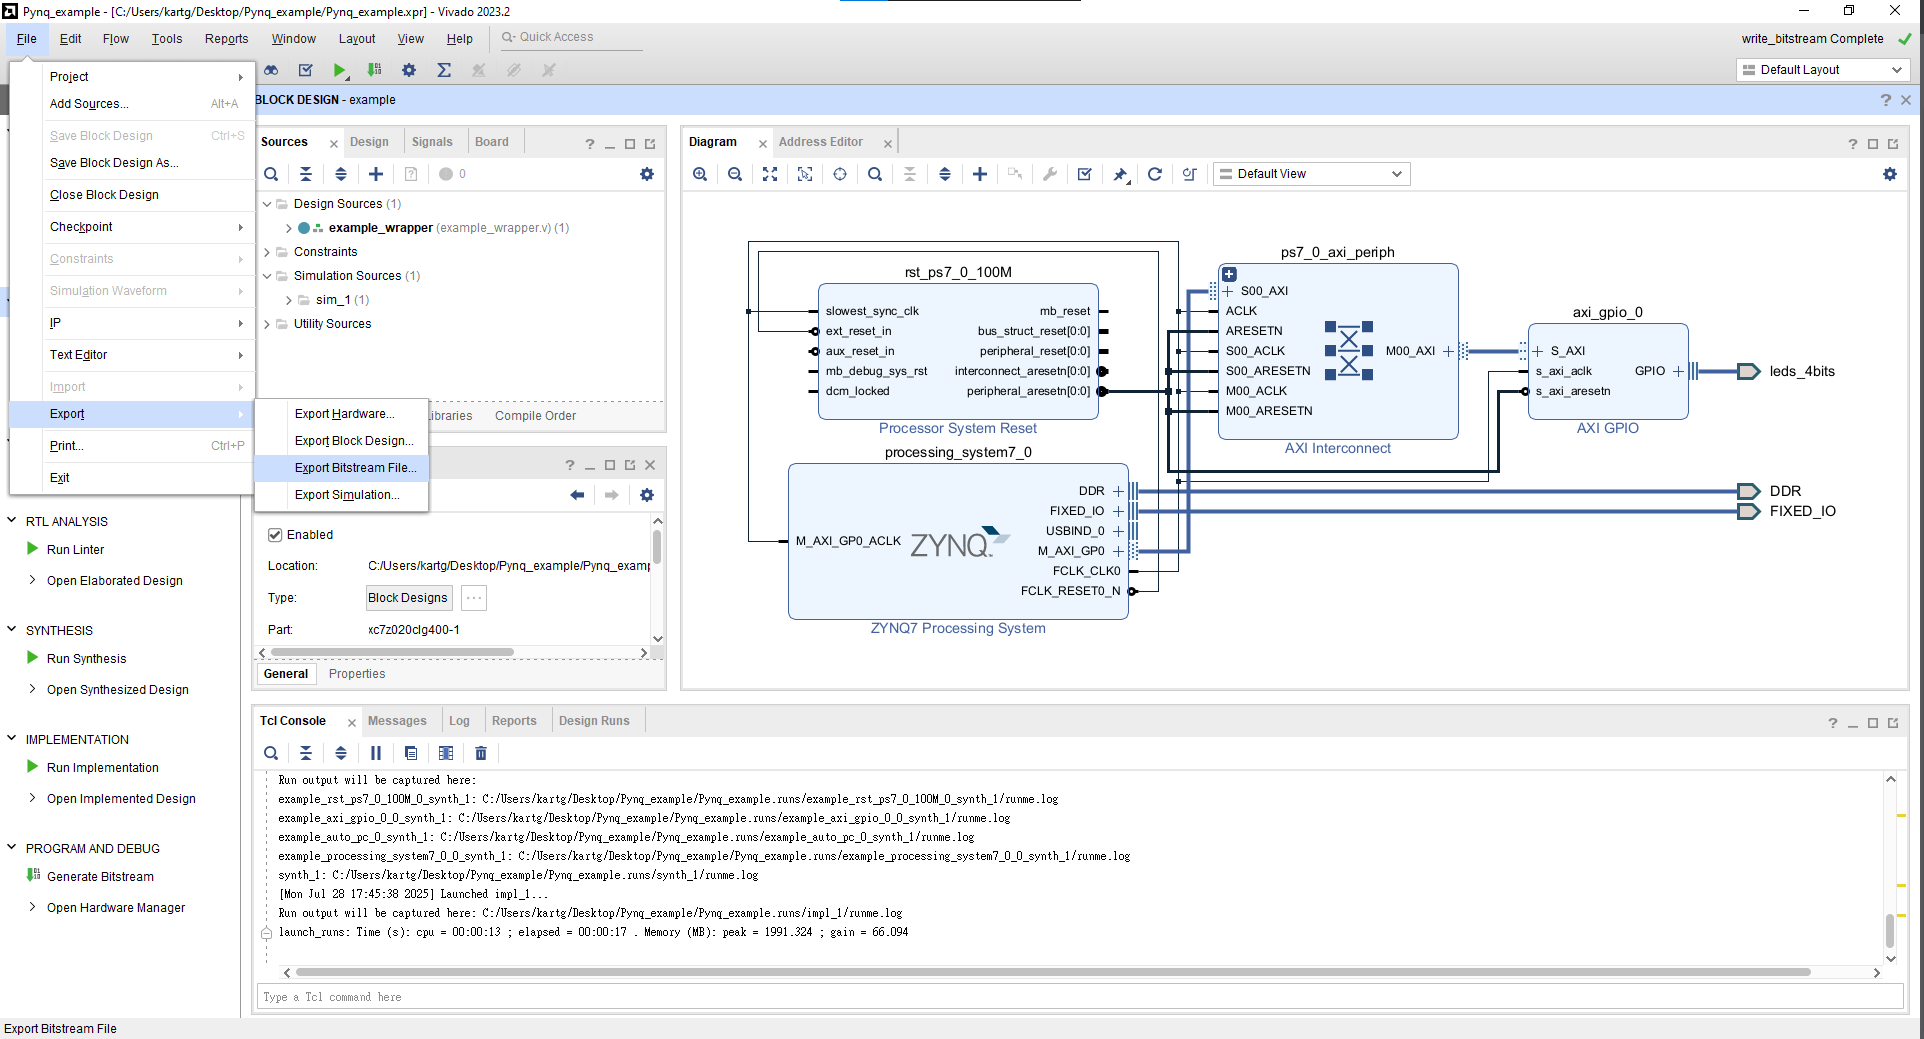 Pynq_example - [C:/Users/kartg/Desktop/Pynq_example/Pynq_example.xpr] - Vivado 2023.2
File Edit Flow Tools Reports Window Layout View Help Quick Access
write_bitstream Complete
Default Layout
Project
Add Sources... Alt+A
Save Block Design Ctrl+S
Save Block Design As...
Close Block Design
Checkpoint
Constraints
Simulation Waveform
IP
Text Editor
Import
Export
Print... Ctrl+P
Exit
Export Hardware...
Export Block Design...
Export Bitstream File...
Export Simulation...
RTL ANALYSIS
Run Linter
Open Elaborated Design
SYNTHESIS
Run Synthesis
Open Synthesized Design
IMPLEMENTATION
Run Implementation
Open Implemented Design
PROGRAM AND DEBUG
Generate Bitstream
Open Hardware Manager
BLOCK DESIGN - example
Sources Design Signals Board
0
Design Sources (1)
example_wrapper (example_wrapper.v) (1)
Constraints
Simulation Sources (1)
sim_1 (1)
Utility Sources
ibraries Compile Order
Enabled
Location: C:/Users/kartg/Desktop/Pynq_example/Pynq_examp
Type: Block Designs ...
Part: xc7z020clg400-1
General Properties
Diagram Address Editor
Default View
rst_ps7_0_100M
slowest_sync_clk mb_reset
ext_reset_in bus_struct_reset[0:0]
aux_reset_in peripheral_reset[0:0]
mb_debug_sys_rst interconnect_aresetn[0:0]
dcm_locked peripheral_aresetn[0:0]
Processor System Reset
processing_system7_0
DDR
FIXED_IO
USBIND_0
M_AXI_GP0_ACLK ZYNQ M_AXI_GP0
FCLK_CLK0
FCLK_RESET0_N
ZYNQ7 Processing System
ps7_0_axi_periph
S00_AXI
ACLK
ARESETN
S00_ACLK M00_AXI
S00_ARESETN
M00_ACLK
M00_ARESETN
AXI Interconnect
axi_gpio_0
S_AXI
s_axi_aclk GPIO
s_axi_aresetn
AXI GPIO
leds_4bits
DDR
FIXED_IO
Tcl Console Messages Log Reports Design Runs
Run output will be captured here:
example_rst_ps7_0_100M_0_synth_1: C:/Users/kartg/Desktop/Pynq_example/Pynq_example.runs/example_rst_ps7_0_100M_0_synth_1/runme.log
example_axi_gpio_0_0_synth_1: C:/Users/kartg/Desktop/Pynq_example/Pynq_example.runs/example_axi_gpio_0_0_synth_1/runme.log
example_auto_pc_0_synth_1: C:/Users/kartg/Desktop/Pynq_example/Pynq_example.runs/example_auto_pc_0_synth_1/runme.log
example_processing_system7_0_0_synth_1: C:/Users/kartg/Desktop/Pynq_example/Pynq_example.runs/example_processing_system7_0_0_synth_1/runme.log
synth_1: C:/Users/kartg/Desktop/Pynq_example/Pynq_example.runs/synth_1/runme.log
[Mon Jul 28 17:45:38 2025] Launched impl_1...
Run output will be captured here: C:/Users/kartg/Desktop/Pynq_example/Pynq_example.runs/impl_1/runme.log
launch_runs: Time (s): cpu = 00:00:13 ; elapsed = 00:00:17 . Memory (MB): peak = 1991.324 ; gain = 66.094
Type a Tcl command here
Export Bitstream File